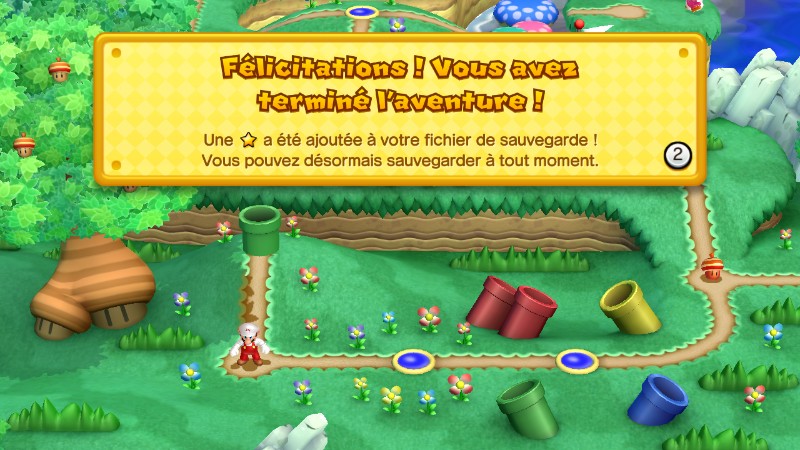 Félicitations ! Vous avez
terminé l'aventure !
Une ⭐ a été ajoutée à votre fichier de sauvegarde !
Vous pouvez désormais sauvegarder à tout moment.
2